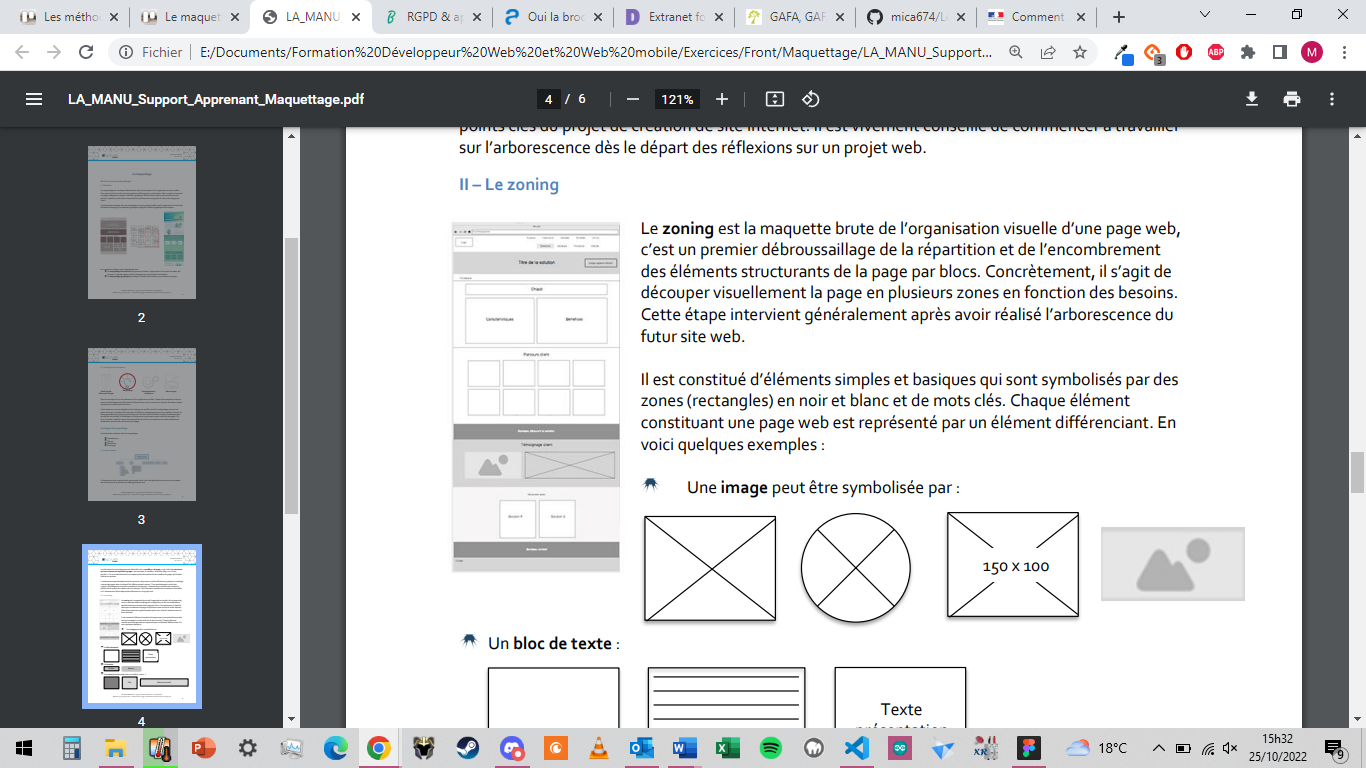 Les métho
Le maquet
LA_MANU_
RGPD & ap
Oui la broc
Extranet fo
GAFA, GAF
mica674/L
Comment
Fichier
E:/Documents/Formation%20Développeur%20Web%20et%20Web%20mobile/Exercices/Front/Maquettage/LA_MANU_Support...
3
ABP
M
LA_MANU_Support_Apprenant_Maquettage.pdf
4 / 6
121%
2
3
4
points clés du projet de création de site internet. Il est vivement conseillé de commencer à travailler
sur l’arborescence dès le départ des réflexions sur un projet web.
II – Le zoning
Titre de la solution
Chapô
Caractéristiques
Bénéfices
Parcours client
Témoignage client
Le zoning est la maquette brute de l’organisation visuelle d’une page web,
c’est un premier débroussaillage de la répartition et de l’encombrement
des éléments structurants de la page par blocs. Concrètement, il s’agit de
découper visuellement la page en plusieurs zones en fonction des besoins.
Cette étape intervient généralement après avoir réalisé l’arborescence du
futur site web.
Il est constitué d’éléments simples et basiques qui sont symbolisés par des
zones (rectangles) en noir et blanc et de mots clés. Chaque élément
constituant une page web est représenté par un élément différenciant. En
voici quelques exemples :
Une image peut être symbolisée par :
150 x 100
Un bloc de texte :
Texte
présentation
18°C
15h32
25/10/2022
9